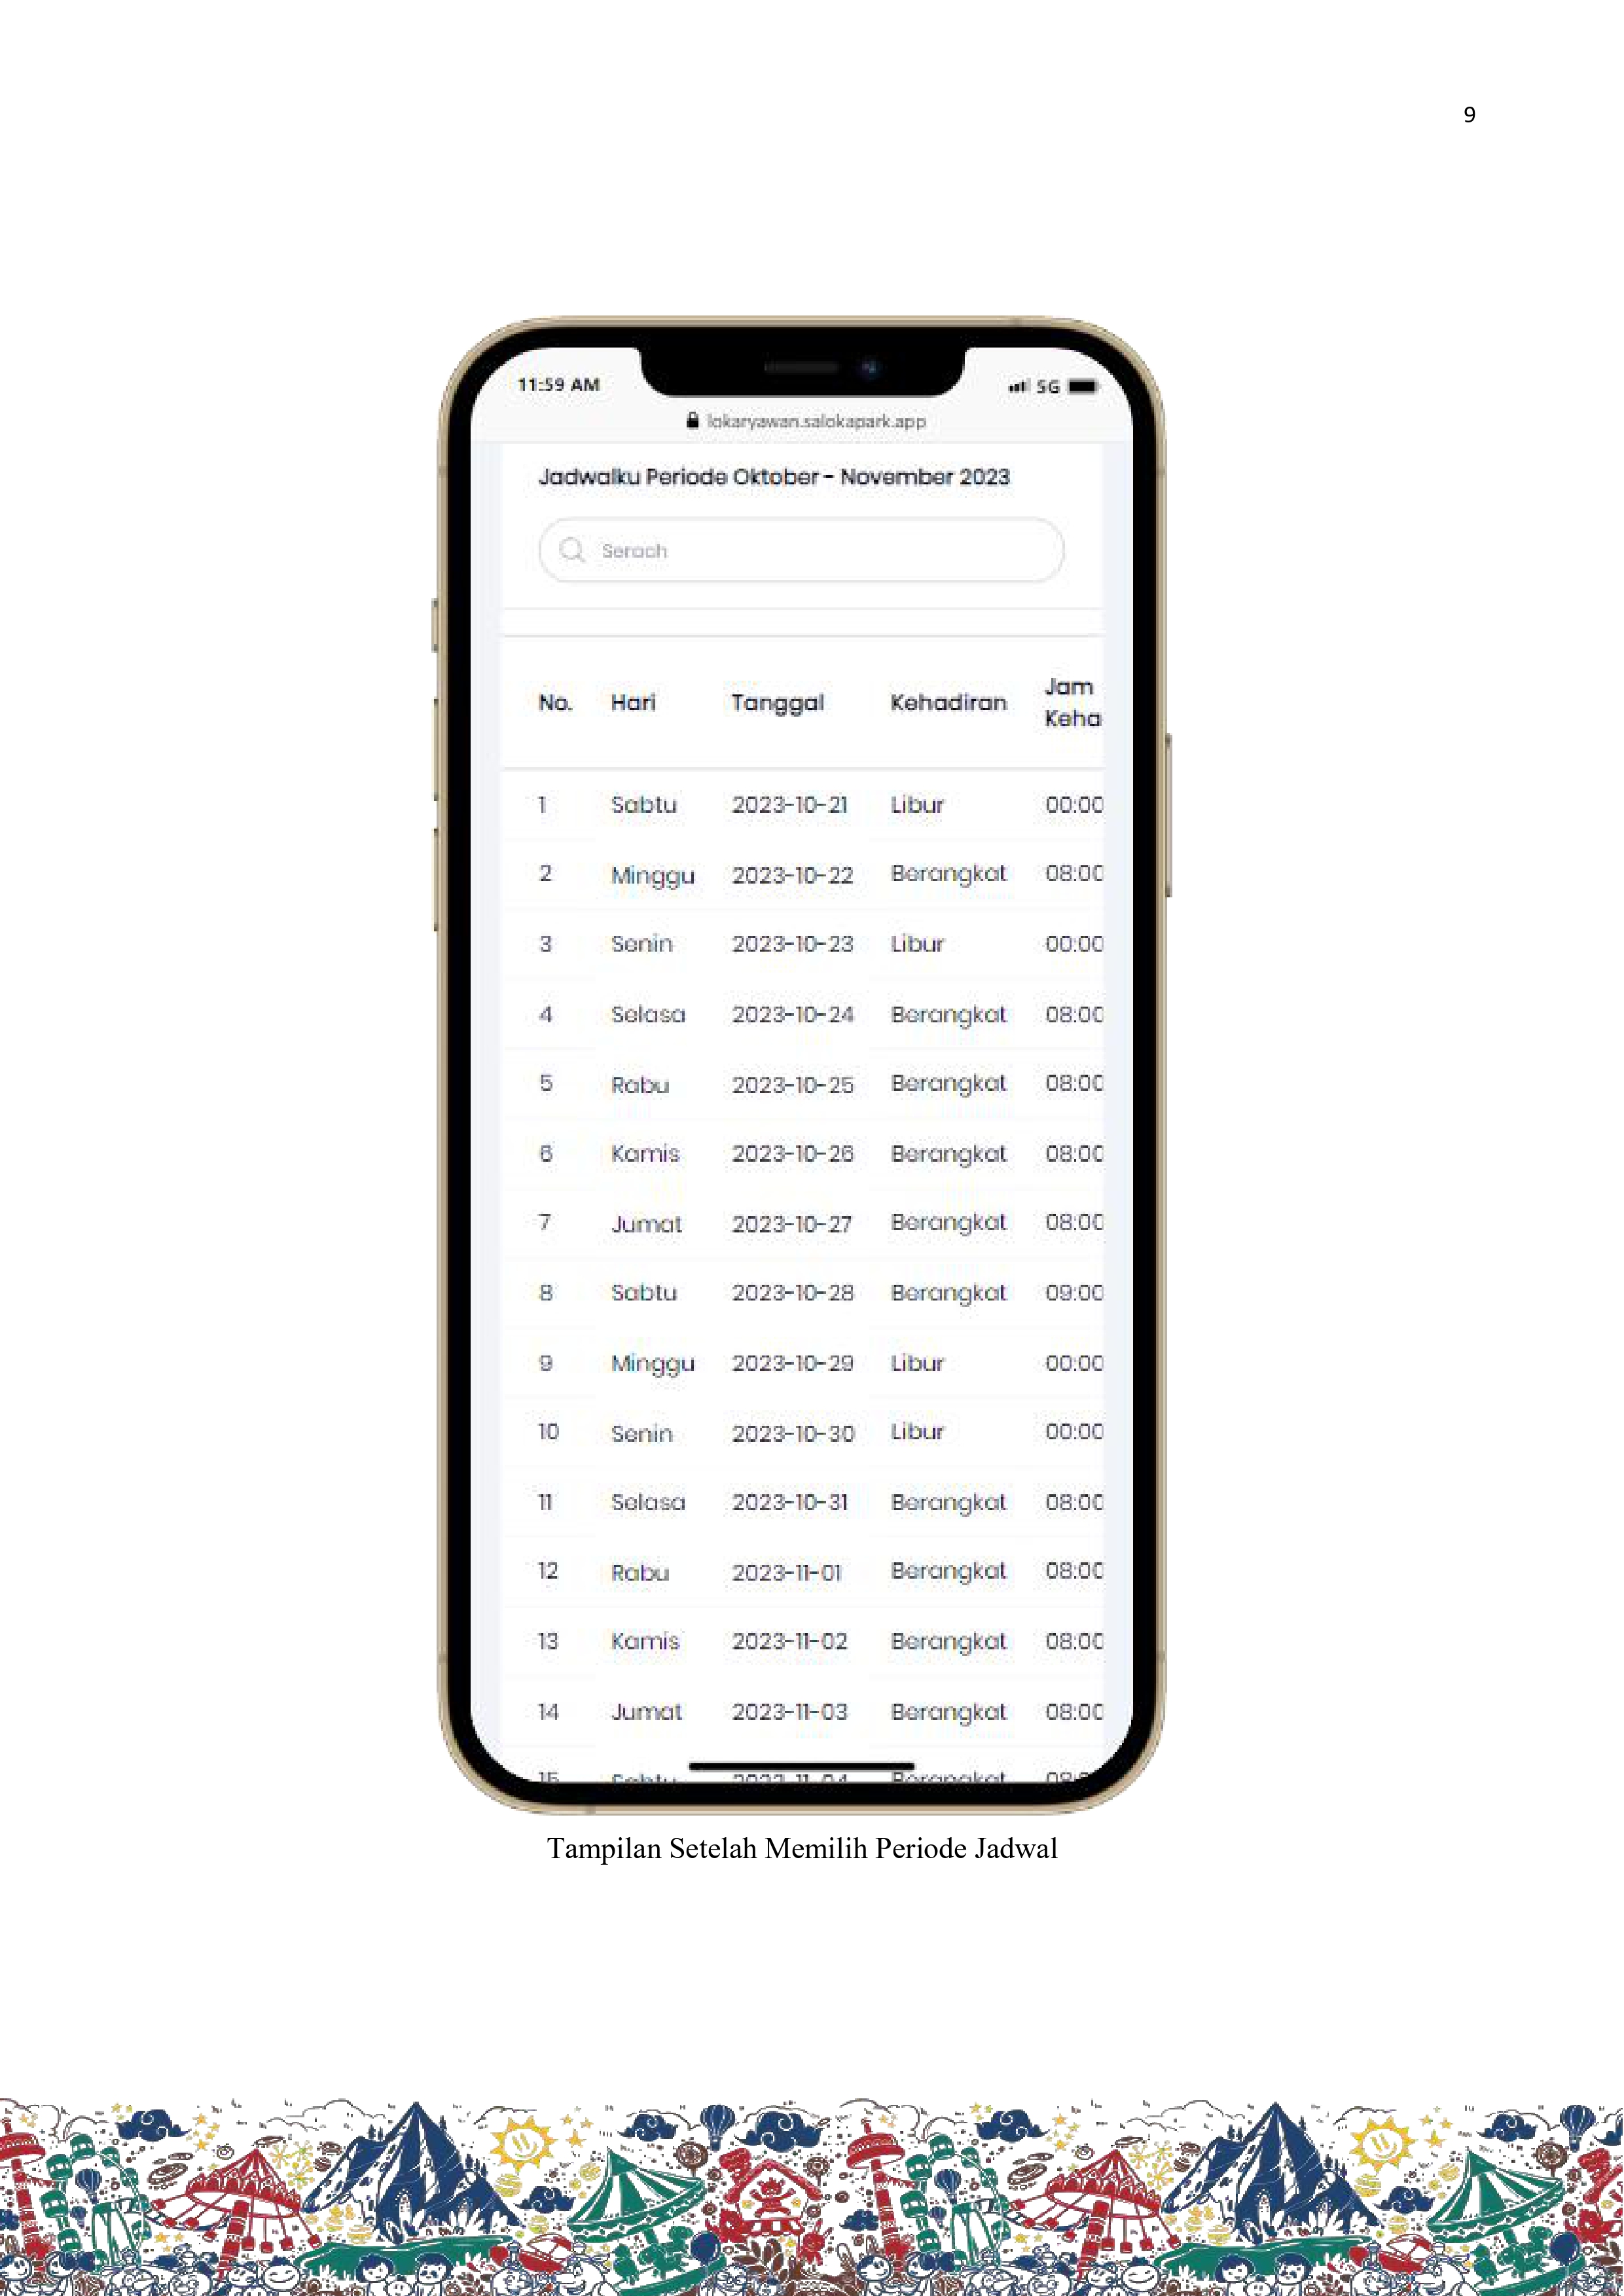 9
11:59 AM 5G
lokaryawan.salokapark.app
Jadwalku Periode Oktober - November 2023
Search
No. Hari Tanggal Kehadiran Jam Keha
1 Sabtu 2023-10-21 Libur 00:00
2 Minggu 2023-10-22 Berangkat 08:00
3 Senin 2023-10-23 Libur 00:00
4 Selasa 2023-10-24 Berangkat 08:00
5 Rabu 2023-10-25 Berangkat 08:00
6 Kamis 2023-10-26 Berangkat 08:00
7 Jumat 2023-10-27 Berangkat 08:00
8 Sabtu 2023-10-28 Berangkat 09:00
9 Minggu 2023-10-29 Libur 00:00
10 Senin 2023-10-30 Libur 00:00
11 Selasa 2023-10-31 Berangkat 08:00
12 Rabu 2023-11-01 Berangkat 08:00
13 Kamis 2023-11-02 Berangkat 08:00
14 Jumat 2023-11-03 Berangkat 08:00
15 Sabtu 2023-11-04 Berangkat
Tampilan Setelah Memilih Periode Jadwal